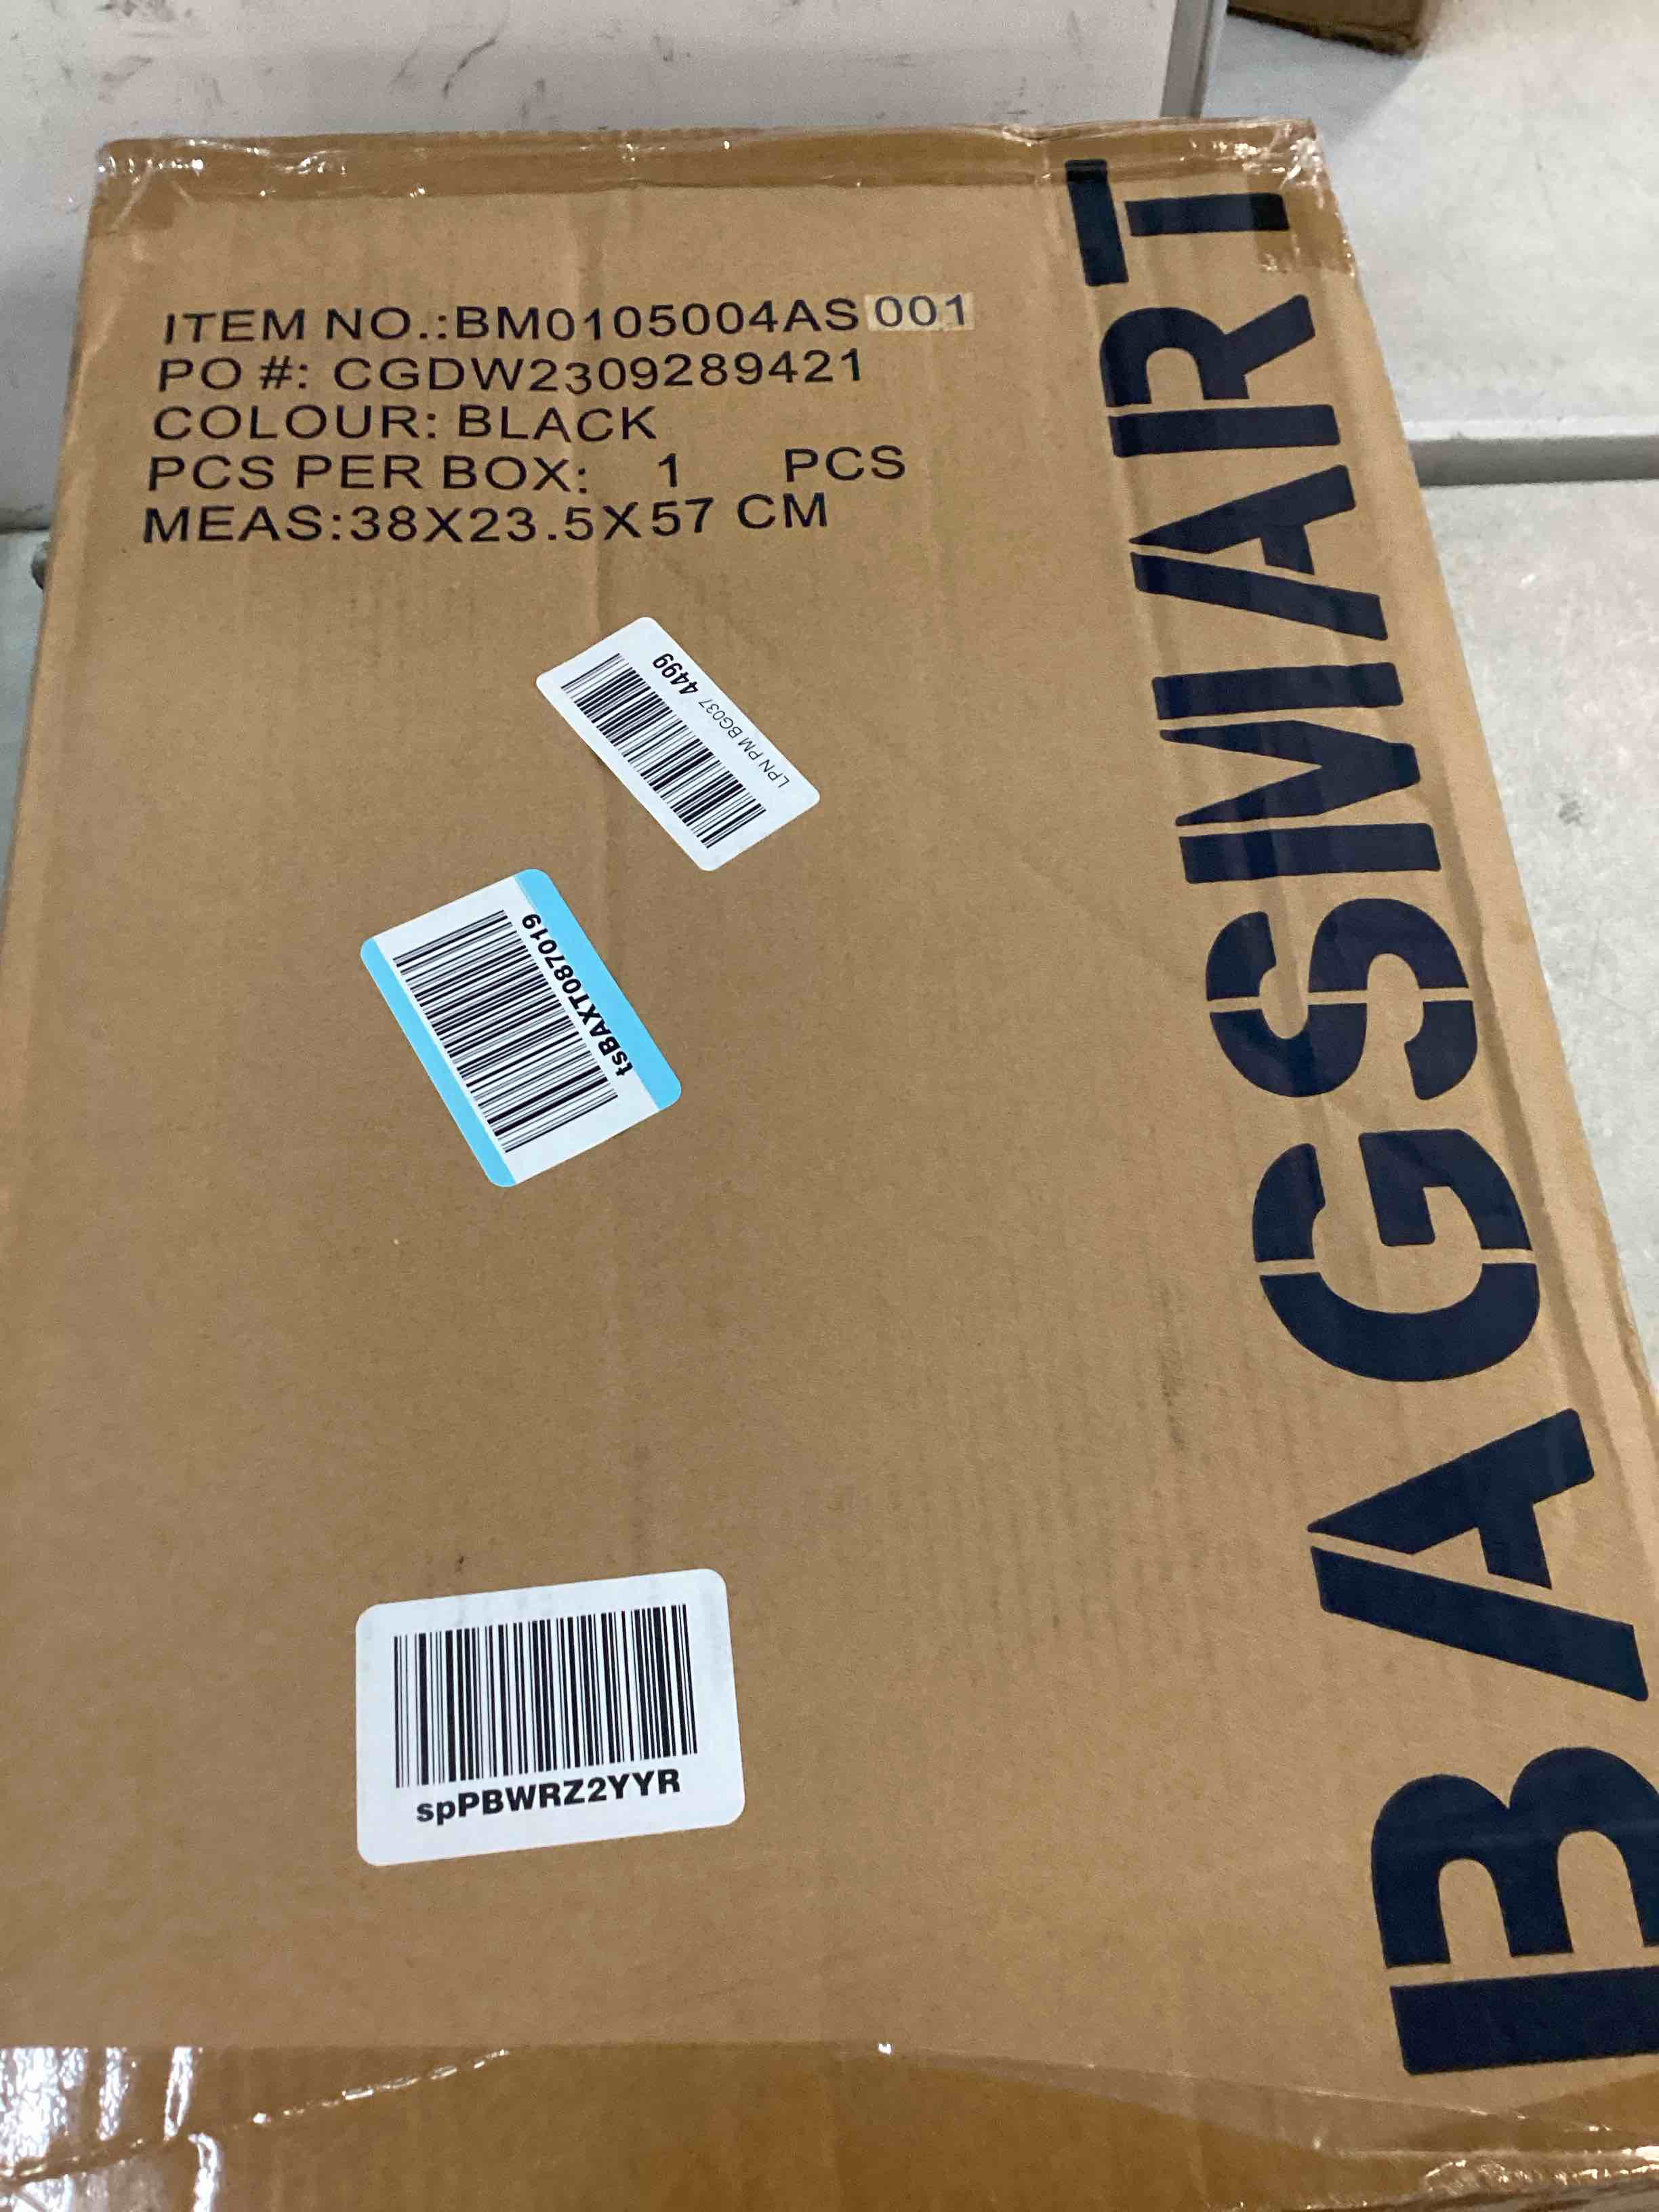 ITEM NO.:BM0105004AS001
PO #: CGDW2309289421
COLOUR: BLACK
PCS PER BOX: 1 PCS
MEAS:38X23.5X57 CM
BAGSMART
LPN PM BG037 4499
tsBAXT087019
spPBWRZ2YYR